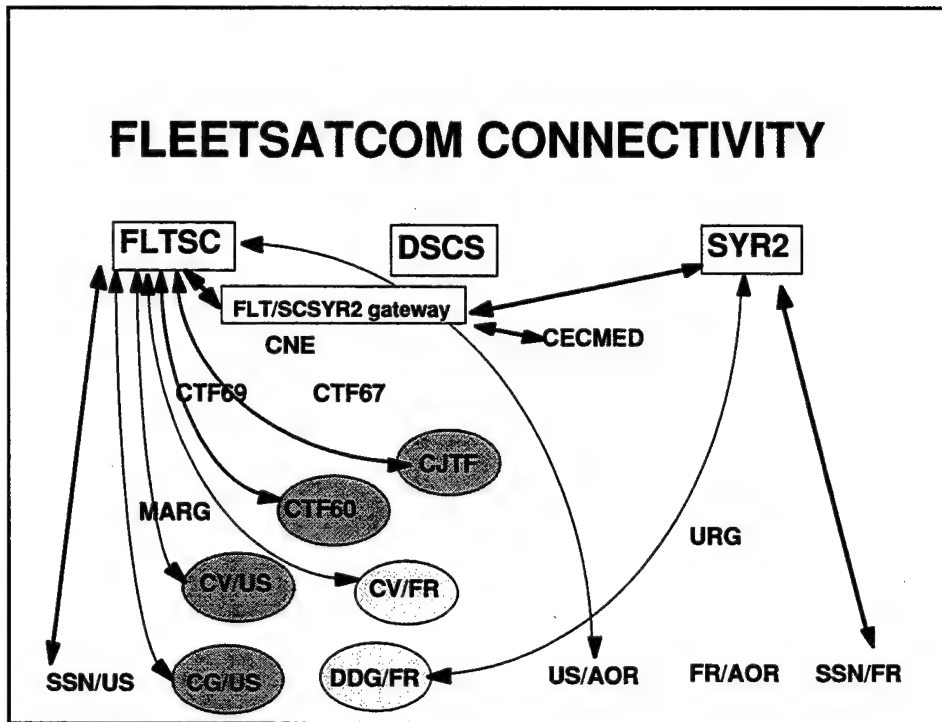 FLEETSATCOM CONNECTIVITY
FLTSC
DSCS
SYR2
FLT/SCSYR2 gateway
CNE
CECMED
CTF69
CTF67
CJTF
CTF60
MARG
URG
CV/US
CV/FR
SSN/US
CG/US
DDG/FR
US/AOR
FR/AOR
SSN/FR